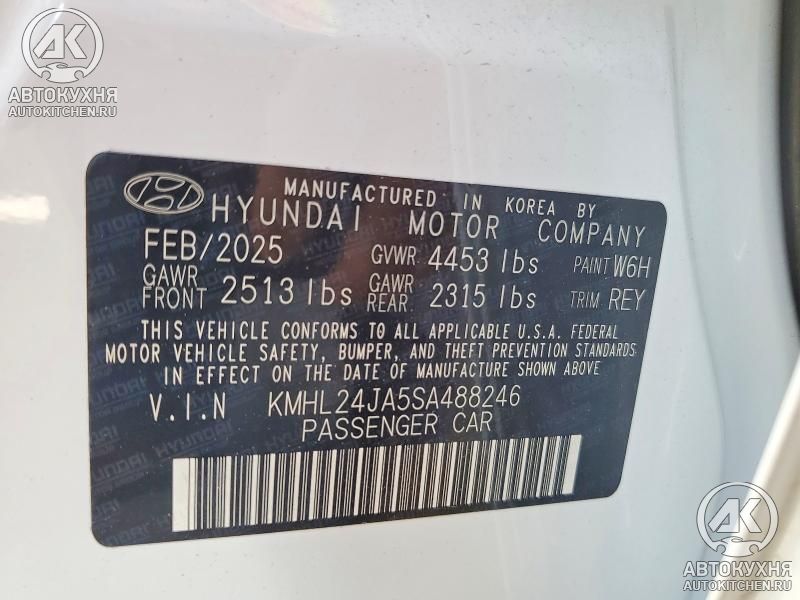 АК
АВТОКУХНЯ
AUTOKITCHEN.RU
MANUFACTURED IN KOREA BY
HYUNDAI MOTOR COMPANY
FEB/2025 GVWR 4453 lbs PAINT W6H
GAWR FRONT 2513 lbs GAWR REAR 2315 lbs TRIM REY
THIS VEHICLE CONFORMS TO ALL APPLICABLE U.S.A. FEDERAL
MOTOR VEHICLE SAFETY, BUMPER, AND THEFT PREVENTION STANDARDS
IN EFFECT ON THE DATE OF MANUFACTURE SHOWN ABOVE
V.I.N KMHL24JA5SA488246
PASSENGER CAR
АК
АВТОКУХНЯ
AUTOKITCHEN.RU